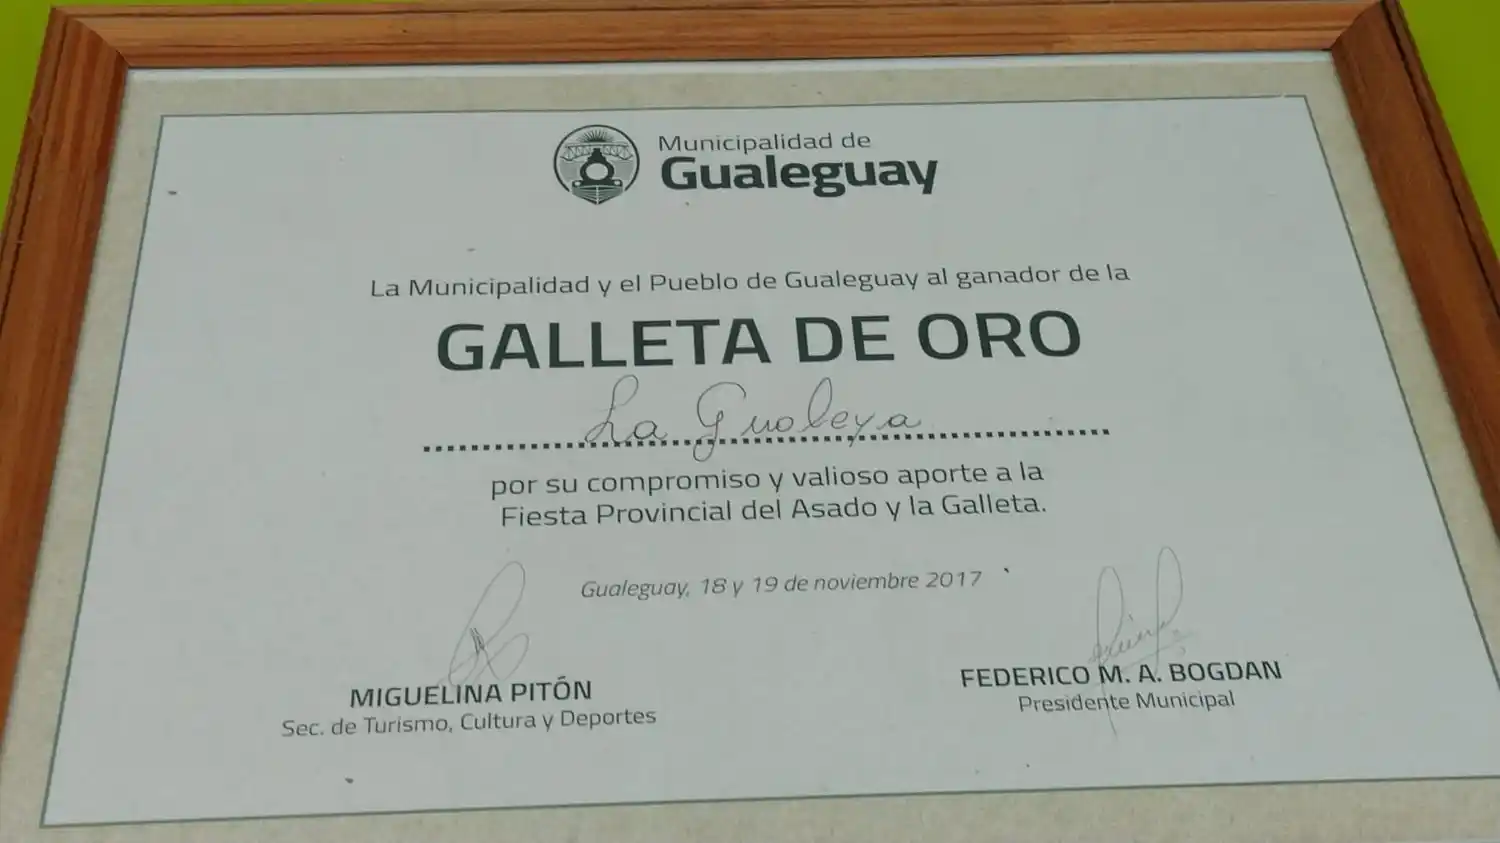 Municipalidad de
Gualeguay
La Municipalidad y el Pueblo de Gualeguay al ganador de la
GALLETA DE ORO
La Gualeya
por su compromiso y valioso aporte a la
Fiesta Provincial del Asado y la Galleta.
Gualeguay, 18 y 19 de noviembre 2017
MIGUELINA PITÓN
Sec. de Turismo, Cultura y Deportes
FEDERICO M. A. BOGDAN
Presidente Municipal